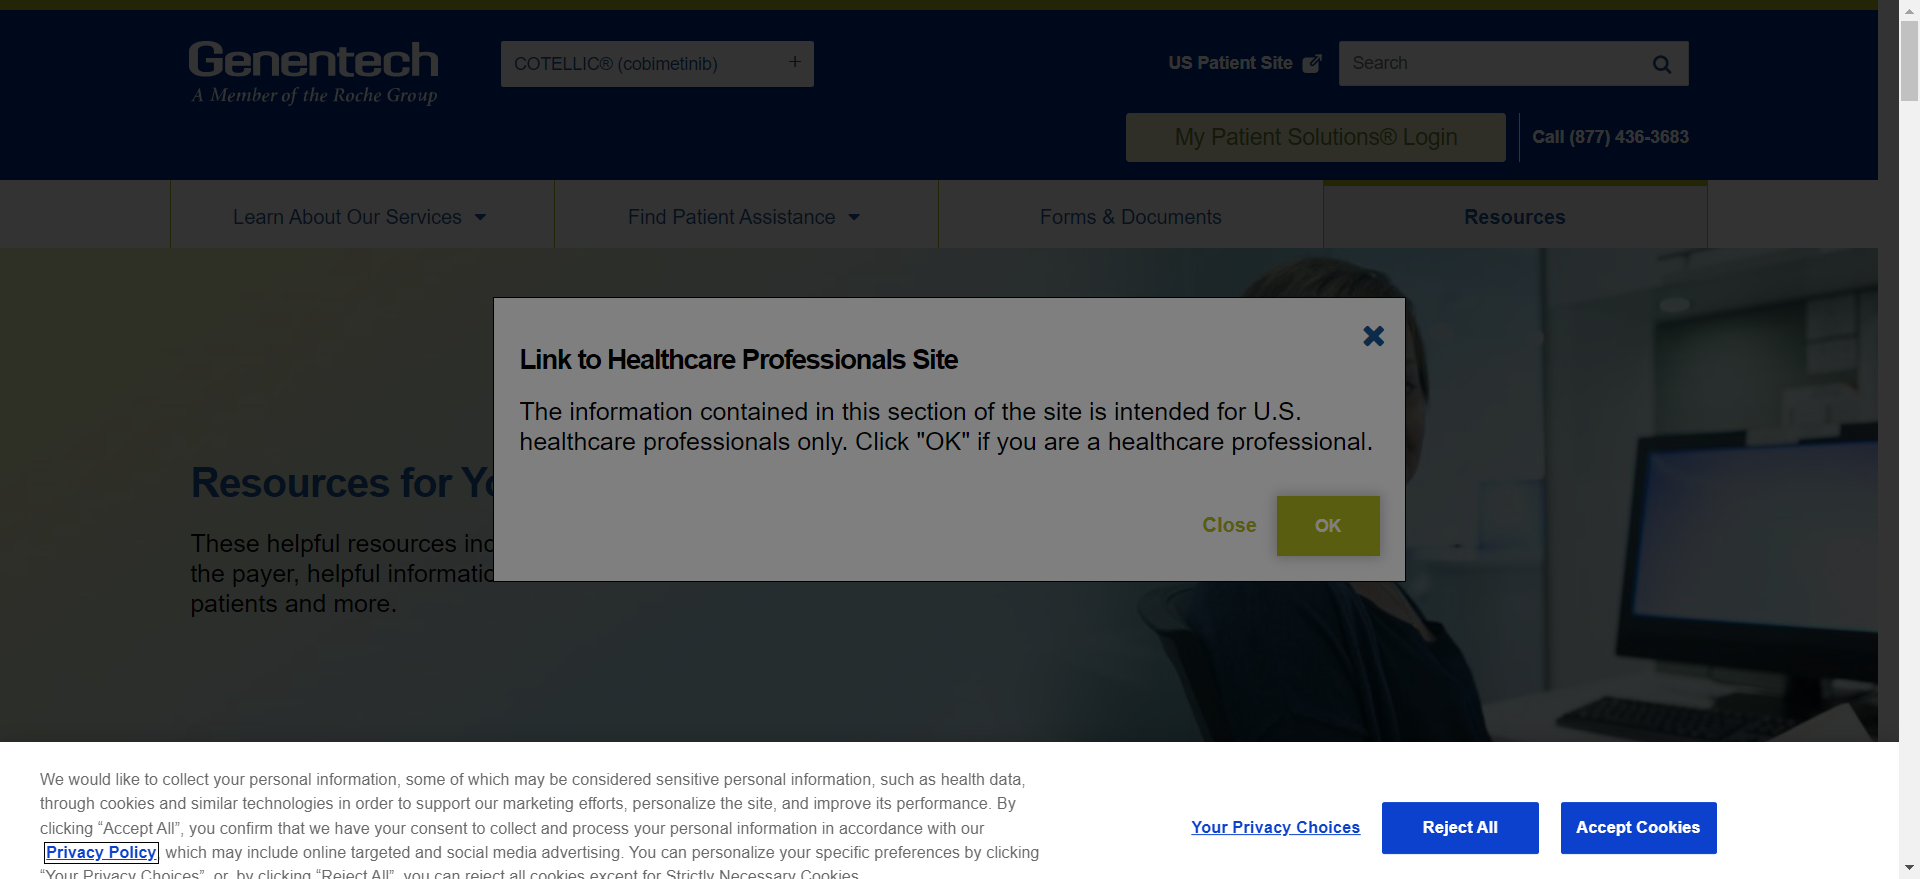 Genentech
A Member of the Roche Group
COTELLIC® (cobimetinib) +
US Patient Site
Search
My Patient Solutions® Login
Call (877) 436-3683
Learn About Our Services
Find Patient Assistance
Forms & Documents
Resources
Link to Healthcare Professionals Site
The information contained in this section of the site is intended for U.S.
healthcare professionals only. Click "OK" if you are a healthcare professional.
Close
OK
Resources for
These helpful resources
the payer, helpful
patients and more.
We would like to collect your personal information, some of which may be considered sensitive personal information, such as health data,
through cookies and similar technologies in order to support our marketing efforts, personalize the site, and improve its performance. By
clicking “Accept All”, you confirm that we have your consent to collect and process your personal information in accordance with our
Privacy Policy which may include online targeted and social media advertising. You can personalize your specific preferences by clicking
“Your Privacy Choices”, or, by clicking “Reject All”, you can reject all cookies except for Strictly Necessary Cookies.
Your Privacy Choices
Reject All
Accept Cookies